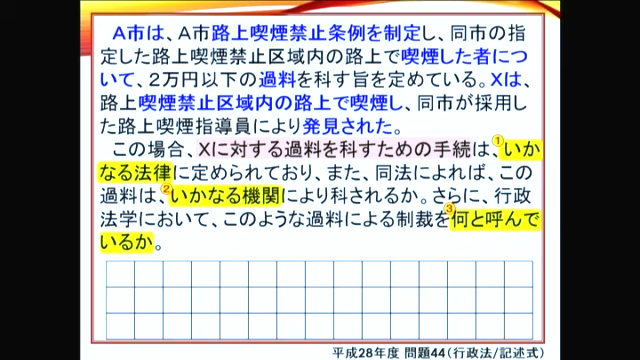 A市は、A市路上喫煙禁止条例を制定し、同市の指
定した路上喫煙禁止区域内の路上で喫煙した者につ
いて、2万円以下の過料を科す旨を定めている。Xは、
路上喫煙禁止区域内の路上で喫煙し、同市が採用し
た路上喫煙指導員により発見された。
この場合、Xに対する過料を科すための手続は、①いか
なる法律に定められており、また、同法によれば、この
過料は、②いかなる機関により科されるか。さらに、行政
法学において、このような過料による制裁を③何と呼んで
いるか。
平成28年度 問題44(行政法/記述式)